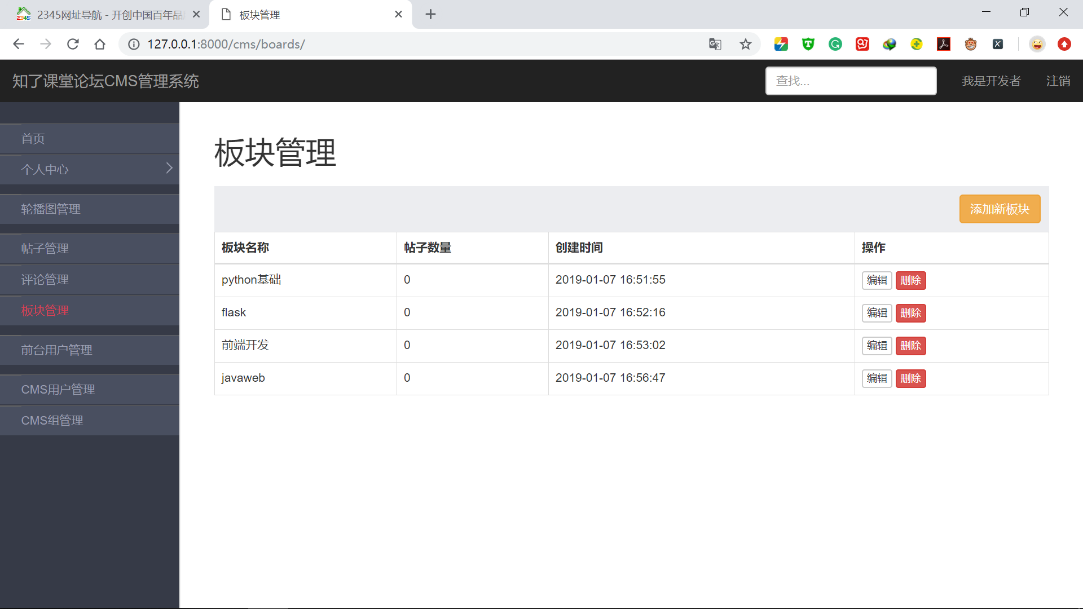 2345网址导航 - 开创中国百年品
板块管理
127.0.0.1:8000/cms/boards/
知了课堂论坛CMS管理系统
查找...
我是开发者
注销
首页
个人中心
轮播图管理
帖子管理
评论管理
板块管理
前台用户管理
CMS用户管理
CMS组管理
板块管理
添加新板块
板块名称 帖子数量 创建时间 操作
python基础 0 2019-01-07 16:51:55 编辑 删除
flask 0 2019-01-07 16:52:16 编辑 删除
前端开发 0 2019-01-07 16:53:02 编辑 删除
javaweb 0 2019-01-07 16:56:47 编辑 删除